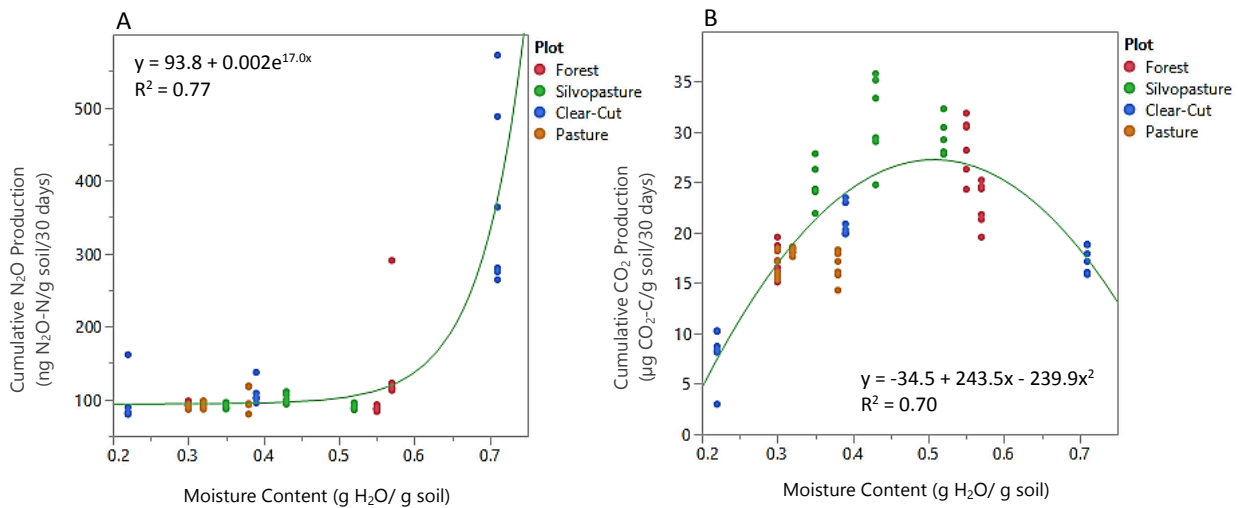 A
y = 93.8 + 0.002e^17.0x
R² = 0.77
Plot
Forest
Silvopasture
Clear-Cut
Pasture
Cumulative N₂O Production
(ng N₂O-N/g soil/30 days)
500
400
300
200
100
0.2 0.3 0.4 0.5 0.6 0.7
Moisture Content (g H₂O/ g soil)
B
Plot
Forest
Silvopasture
Clear-Cut
Pasture
Cumulative CO₂ Production
(µg CO₂-C/g soil/30 days)
35
30
25
20
15
10
5
0
y = -34.5 + 243.5x - 239.9x²
R² = 0.70
0.2 0.3 0.4 0.5 0.6 0.7
Moisture Content (g H₂O/ g soil)